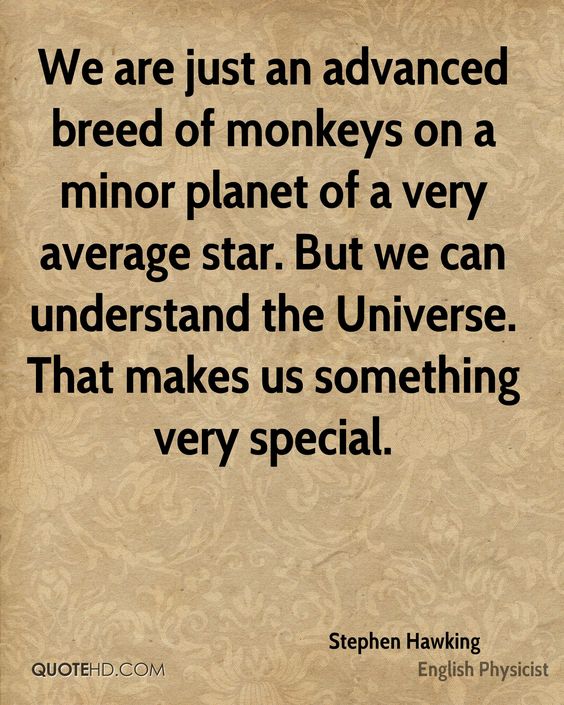 We are just an advanced
breed of monkeys on a
minor planet of a very
average star. But we can
understand the Universe.
That makes us something
very special.
Stephen Hawking
QUOTEHD.COM
English Physicist